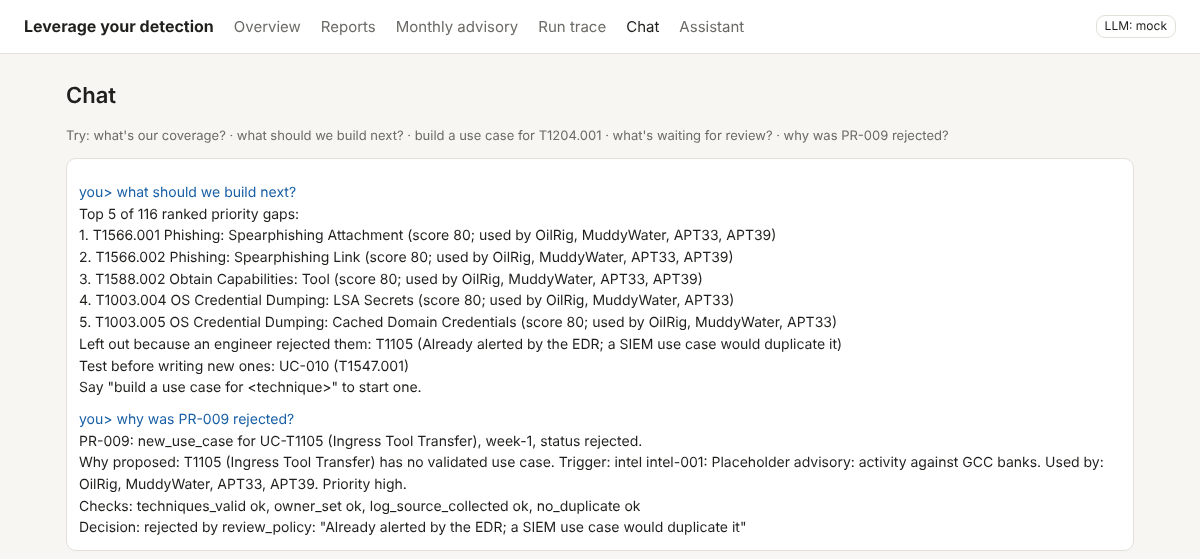 Leverage your detection Overview Reports Monthly advisory Run trace Chat Assistant LLM: mock
Chat
Try: what's our coverage? · what should we build next? · build a use case for T1204.001 · what's waiting for review? · why was PR-009 rejected?
you> what should we build next?
Top 5 of 116 ranked priority gaps:
1. T1566.001 Phishing: Spearphishing Attachment (score 80; used by OilRig, MuddyWater, APT33, APT39)
2. T1566.002 Phishing: Spearphishing Link (score 80; used by OilRig, MuddyWater, APT33, APT39)
3. T1588.002 Obtain Capabilities: Tool (score 80; used by OilRig, MuddyWater, APT33, APT39)
4. T1003.004 OS Credential Dumping: LSA Secrets (score 80; used by OilRig, MuddyWater, APT33)
5. T1003.005 OS Credential Dumping: Cached Domain Credentials (score 80; used by OilRig, MuddyWater, APT33)
Left out because an engineer rejected them: T1105 (Already alerted by the EDR; a SIEM use case would duplicate it)
Test before writing new ones: UC-010 (T1547.001)
Say "build a use case for <technique>" to start one.
you> why was PR-009 rejected?
PR-009: new_use_case for UC-T1105 (Ingress Tool Transfer), week-1, status rejected.
Why proposed: T1105 (Ingress Tool Transfer) has no validated use case. Trigger: intel intel-001: Placeholder advisory: activity against GCC banks. Used by:
OilRig, MuddyWater, APT33, APT39. Priority high.
Checks: techniques_valid ok, owner_set ok, log_source_collected ok, no_duplicate ok
Decision: rejected by review_policy: "Already alerted by the EDR; a SIEM use case would duplicate it"